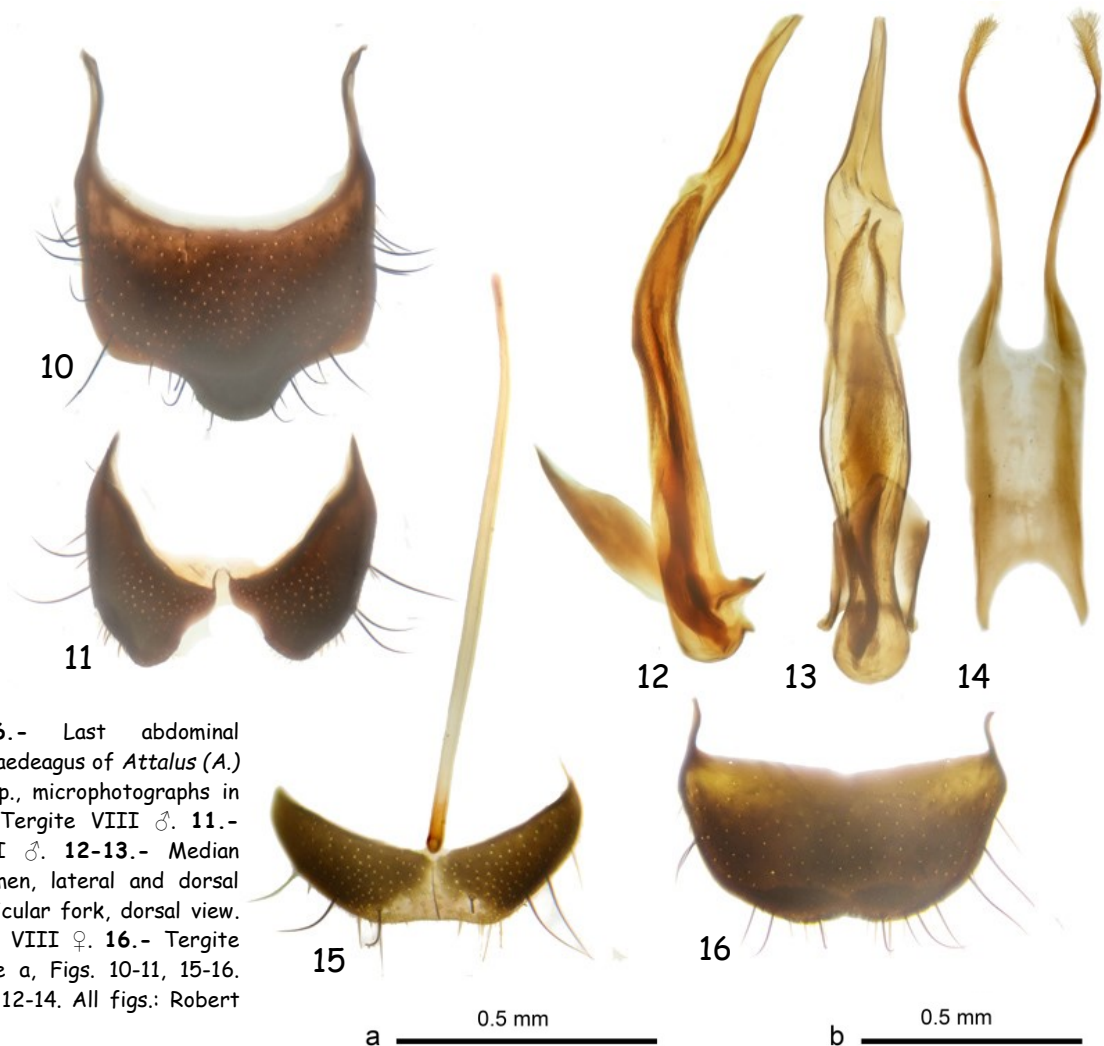 10
11
12
13
14
6.- Last abdominal
aedeagus of Attalus (A.)
p., microphotographs in
Tergite VIII ♂. 11.-
I ♂. 12-13.- Median
nen, lateral and dorsal
icular fork, dorsal view.
VIII ♀. 16.- Tergite
e a, Figs. 10-11, 15-16.
12-14. All figs.: Robert
15
16
a 0.5 mm
b 0.5 mm